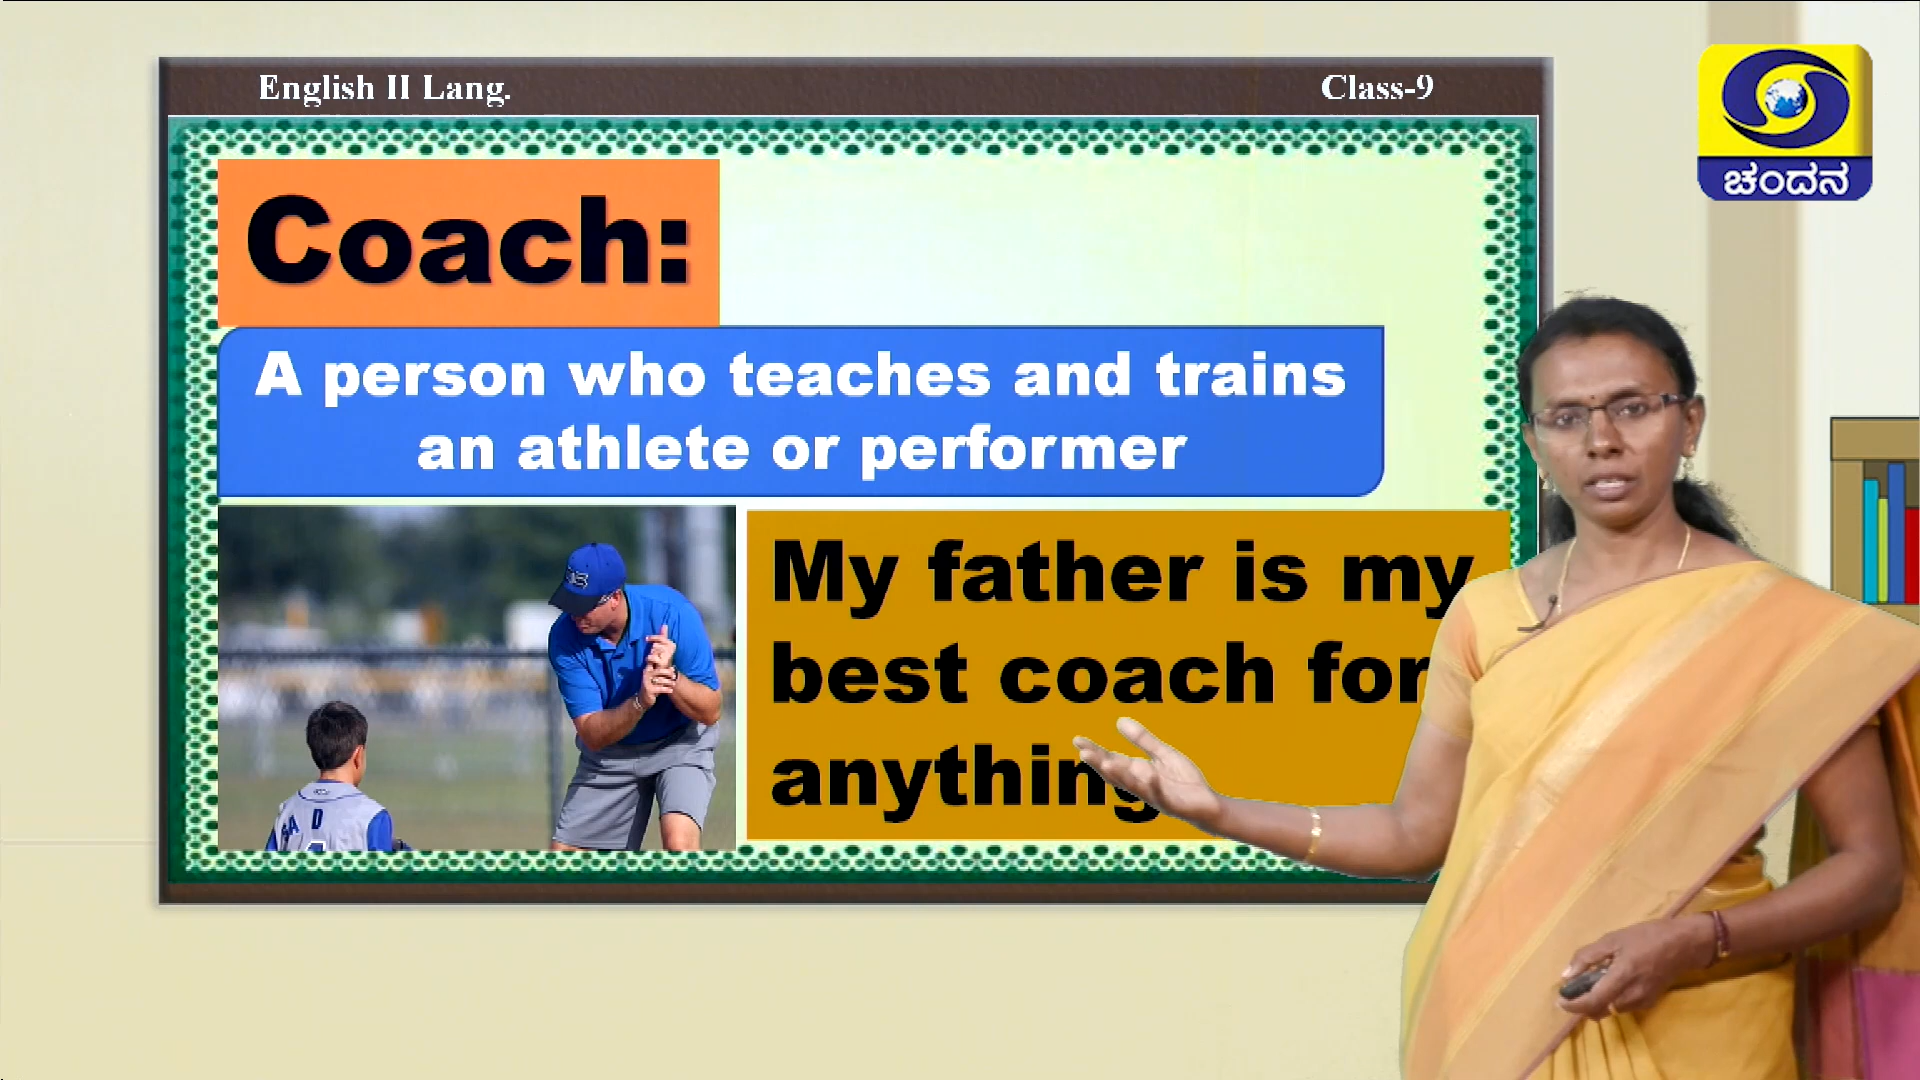 English II Lang. Class-9
ಚಂದನ
Coach:
A person who teaches and trains
an athlete or performer
My father is my
best coach for
anything